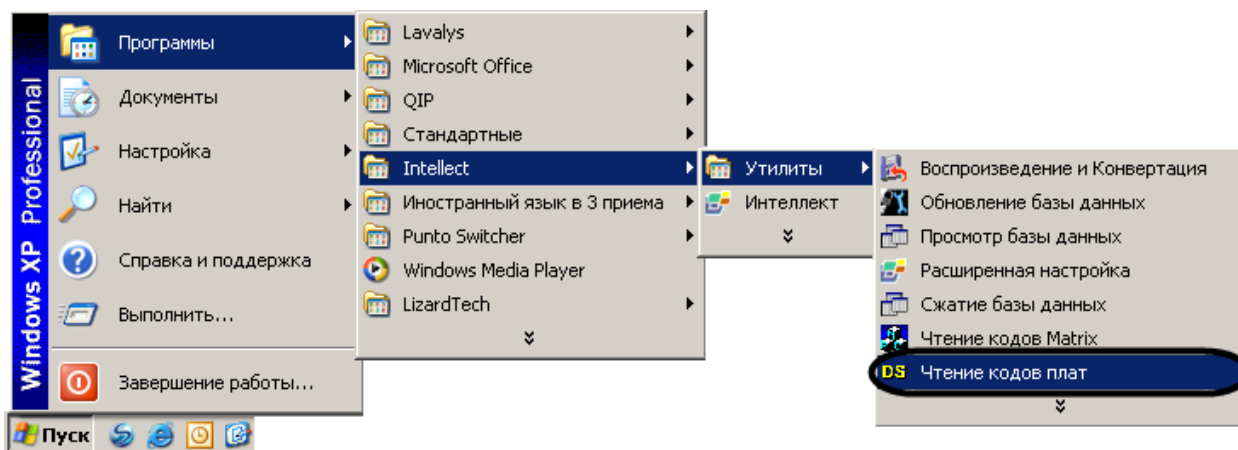 Windows XP Professional
Программы
Документы
Настройка
Найти
Справка и поддержка
Выполнить...
Завершение работы...
Пуск
Lavalys
Microsoft Office
QIP
Стандартные
Intellect
Иностранный язык в 3 приема
Punto Switcher
Windows Media Player
LizardTech
Утилиты
Интеллект
Воспроизведение и Конвертация
Обновление базы данных
Просмотр базы данных
Расширенная настройка
Сжатие базы данных
Чтение кодов Matrix
DS Чтение кодов плат